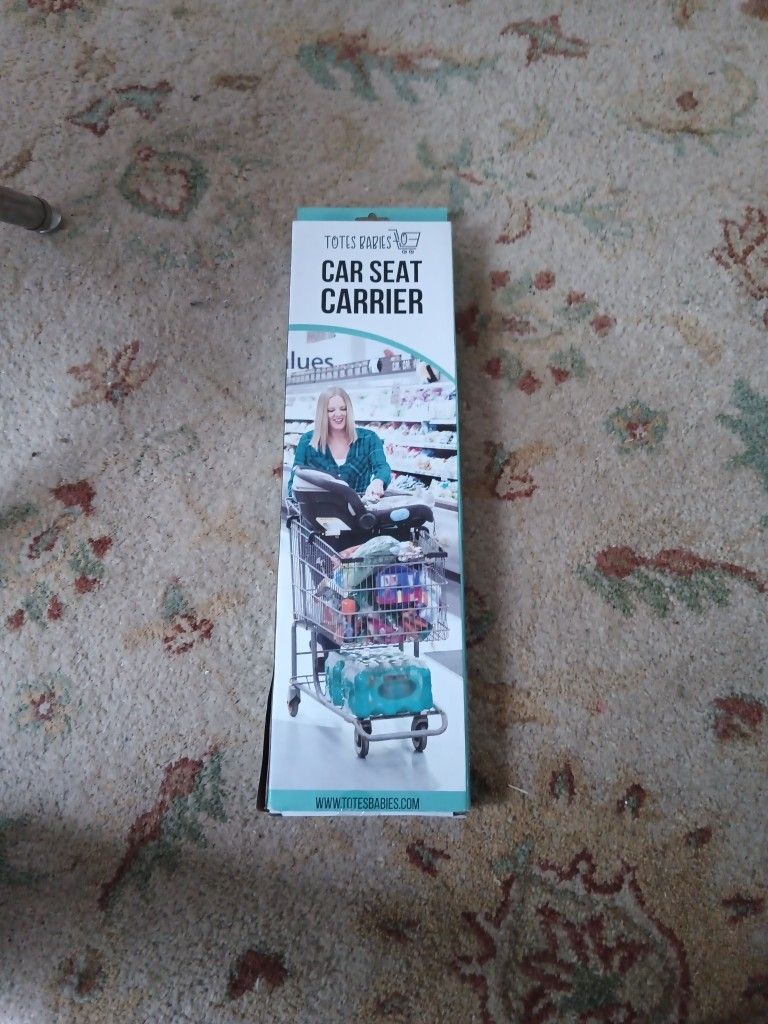 TOTES BABIES
CAR SEAT
CARRIER
lues
WWW.TOTESBABIES.COM